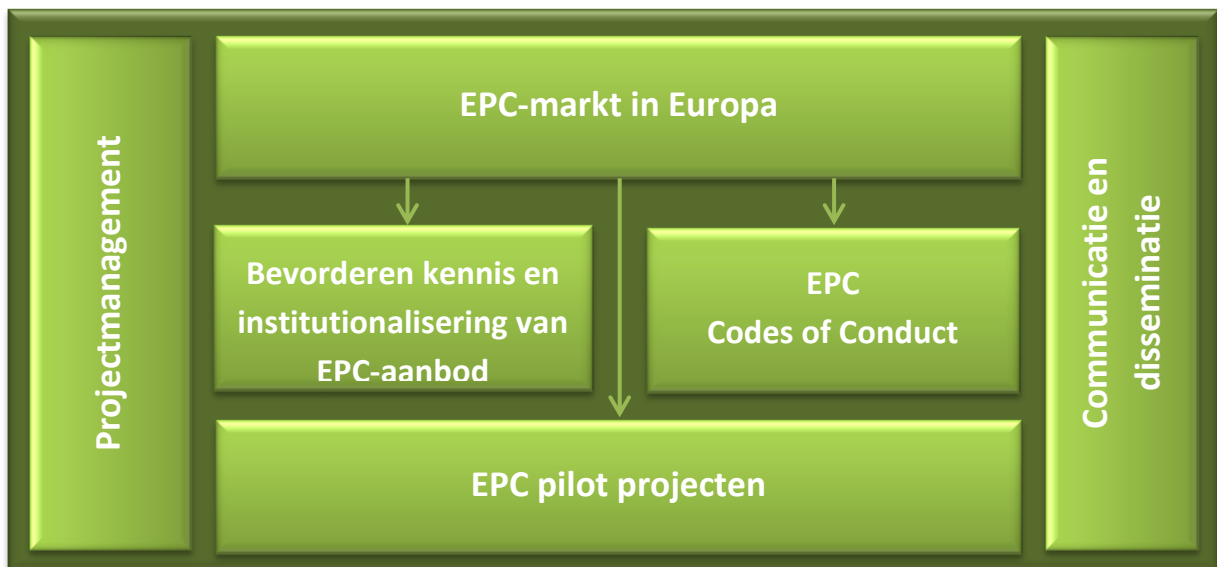 Projectmanagement
EPC-markt in Europa
Bevorderen kennis en
institutionalisering van
EPC-aanbod
EPC
Codes of Conduct
EPC pilot projecten
Communicatie en
disseminatie